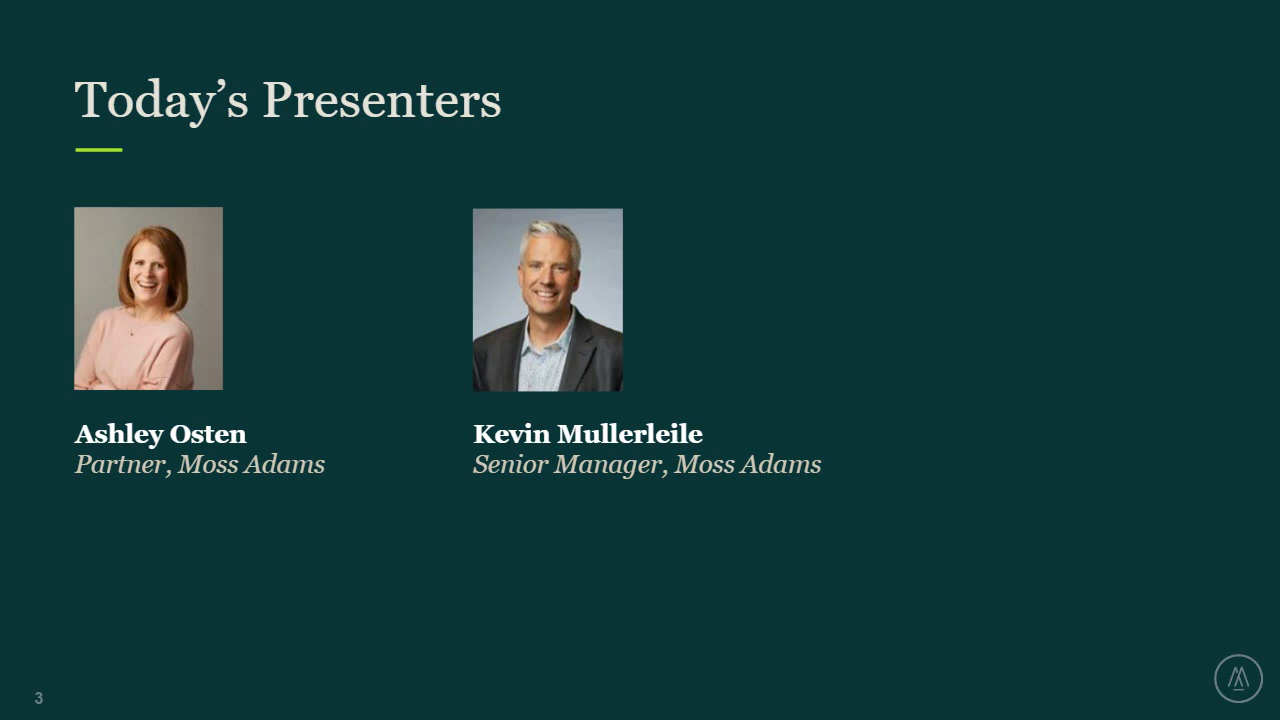 Today’s Presenters
Ashley Osten
Partner, Moss Adams
Kevin Mullerleile
Senior Manager, Moss Adams
3